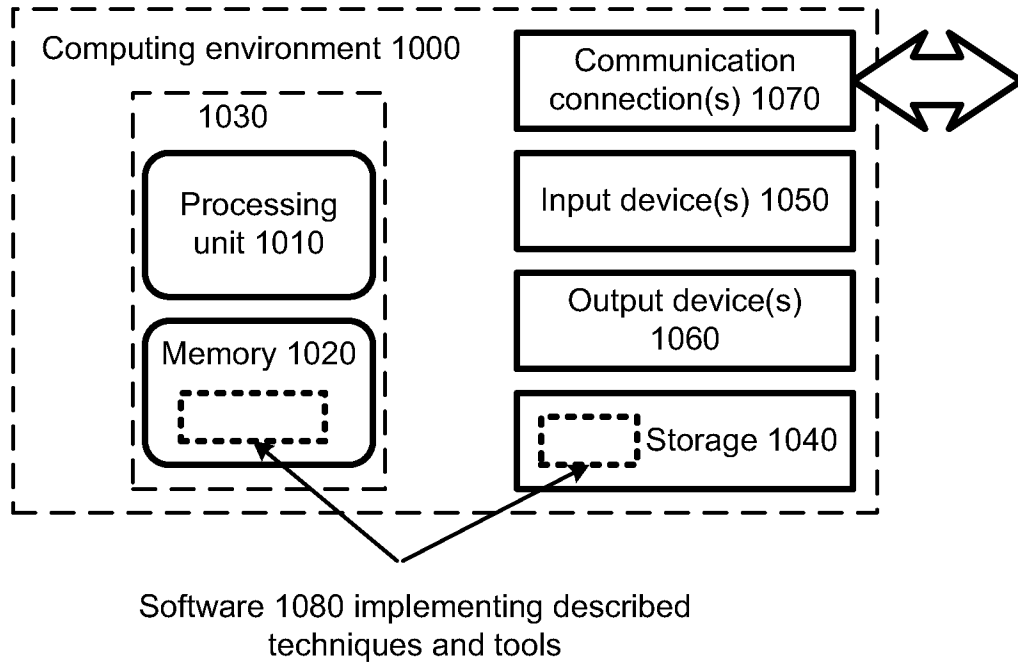 Computing environment 1000
1030
Processing
unit 1010
Memory 1020
Communication
connection(s) 1070
Input device(s) 1050
Output device(s)
1060
Storage 1040
Software 1080 implementing described
techniques and tools